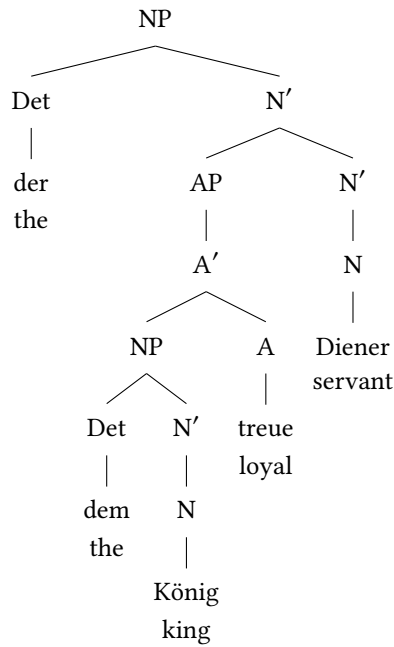 NP
Det N′
der AP N′
the
A′ N
NP A Diener
servant
Det N′ treue
loyal
dem N
the
König
king